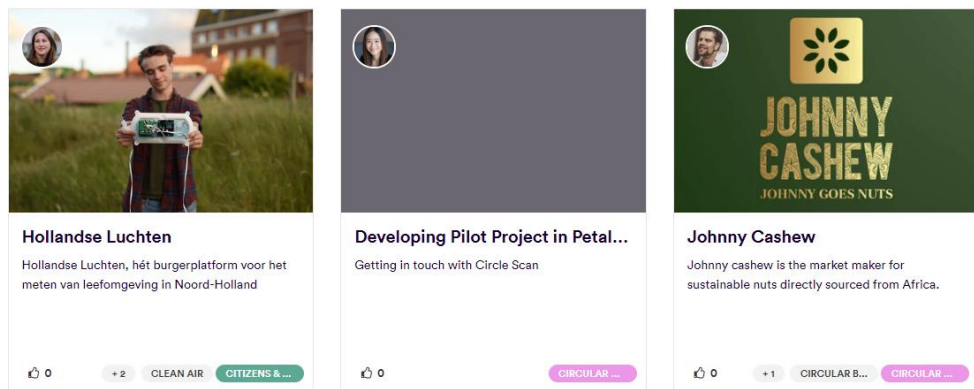 JOHNNY
CASHEW
JOHNNY GOES NUTS
Hollandse Luchten
Hollandse Luchten, hét burgerplatform voor het
meten van leefomgeving in Noord-Holland
0
+ 2
CLEAN AIR
CITIZENS & ...
Developing Pilot Project in Petal...
Getting in touch with Circle Scan
0
CIRCULAR ...
Johnny Cashew
Johnny cashew is the market maker for
sustainable nuts directly sourced from Africa.
0
+ 1
CIRCULAR B...
CIRCULAR ...